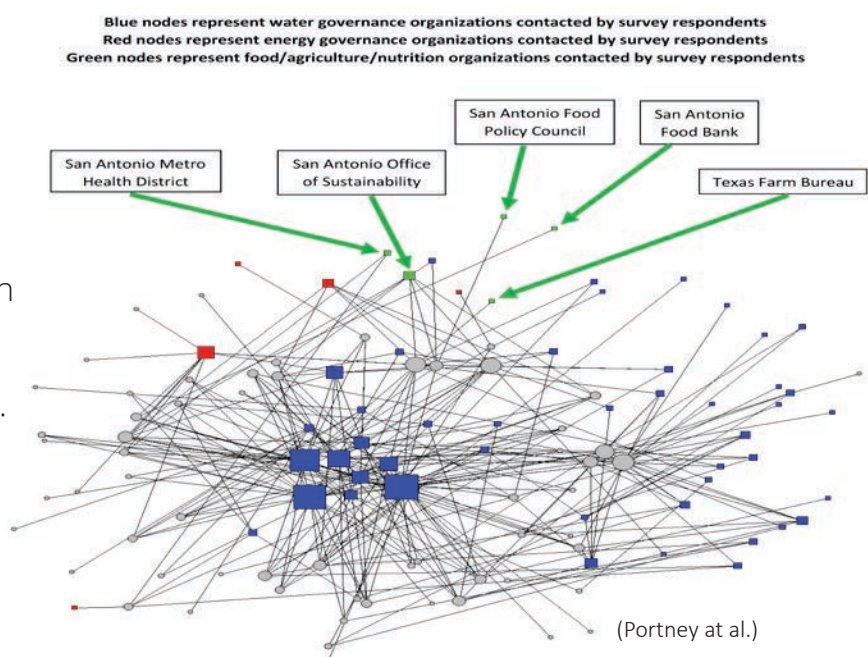 Blue nodes represent water governance organizations contacted by survey respondents
Red nodes represent energy governance organizations contacted by survey respondents
Green nodes represent food/agriculture/nutrition organizations contacted by survey respondents
San Antonio Food
Policy Council
San Antonio
Food Bank
San Antonio Metro
Health District
San Antonio Office
of Sustainability
Texas Farm Bureau
n
.
(Portney at al.)